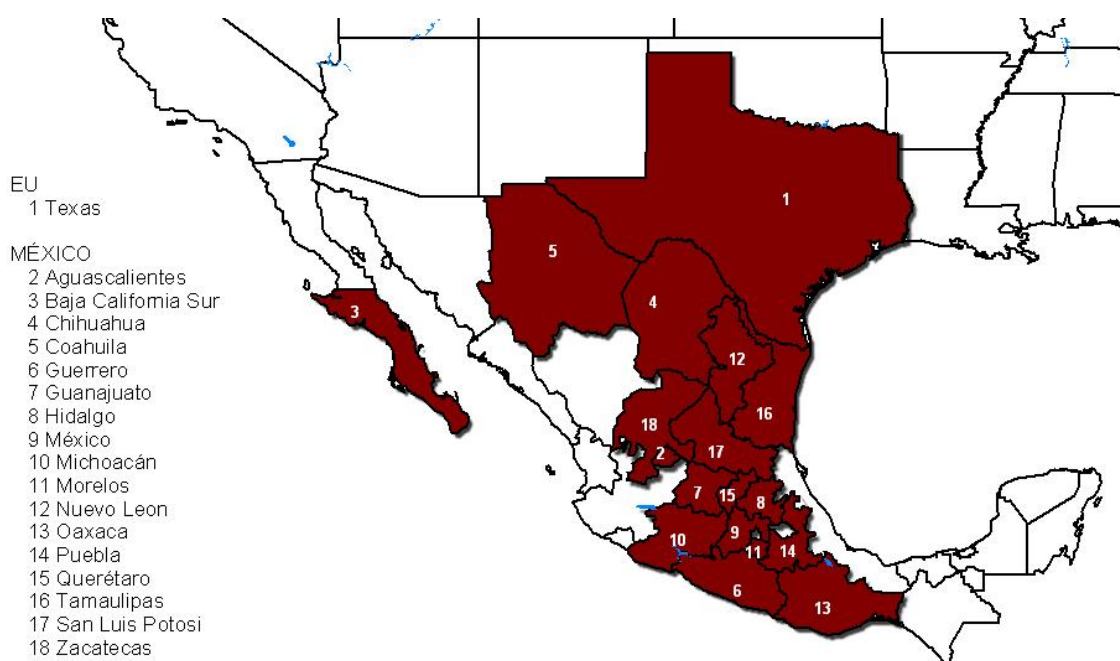 EU
1 Texas
MÉXICO
2 Aguascalientes
3 Baja California Sur
4 Chihuahua
5 Coahuila
6 Guerrero
7 Guanajuato
8 Hidalgo
9 México
10 Michoacán
11 Morelos
12 Nuevo Leon
13 Oaxaca
14 Puebla
15 Querétaro
16 Tamaulipas
17 San Luis Potosi
18 Zacatecas
1
5
4
3
12
16
18
17
2
7
15
8
9
10
11
14
6
13